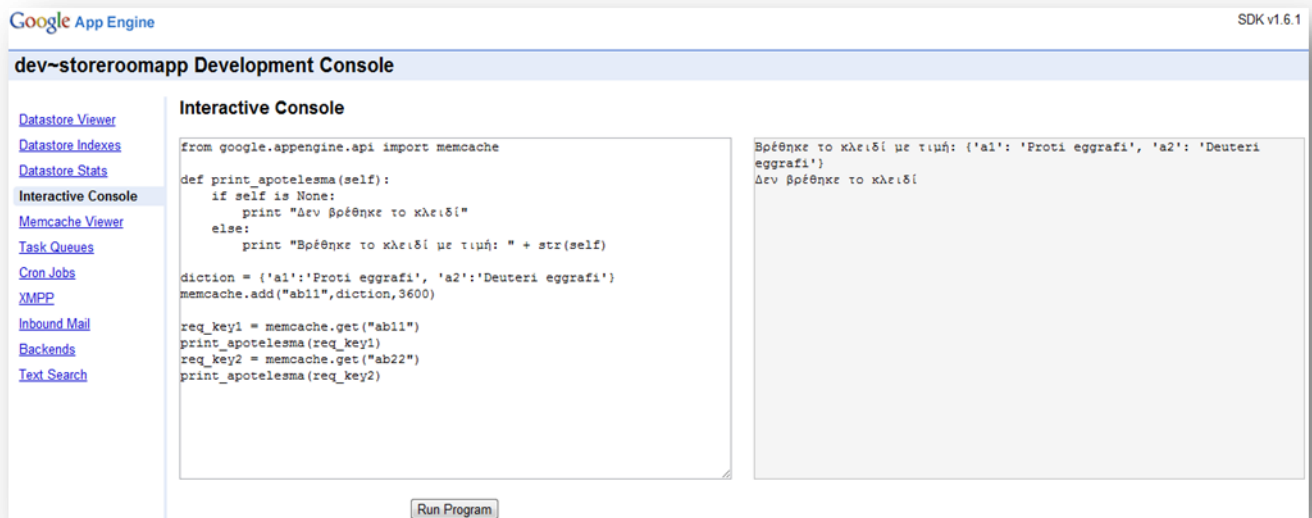 Google App Engine
SDK v1.6.1
dev~storeroomapp Development Console
Datastore Viewer
Datastore Indexes
Datastore Stats
Interactive Console
Memcache Viewer
Task Queues
Cron Jobs
XMPP
Inbound Mail
Backends
Text Search
Interactive Console
from google.appengine.api import memcache
def print_apotelesma(self):
    if self is None:
        print "Δεν βρέθηκε το κλειδί"
    else:
        print "Βρέθηκε το κλειδί με τιμή: " + str(self)
diction = {'a1':'Proti eggrafi', 'a2':'Deuteri eggrafi'}
memcache.add("ab11",diction,3600)
req_key1 = memcache.get("ab11")
print_apotelesma(req_key1)
req_key2 = memcache.get("ab22")
print_apotelesma(req_key2)
Βρέθηκε το κλειδί με τιμή: {'a1': 'Proti eggrafi', 'a2': 'Deuteri
eggrafi'}
Δεν βρέθηκε το κλειδί
Run Program